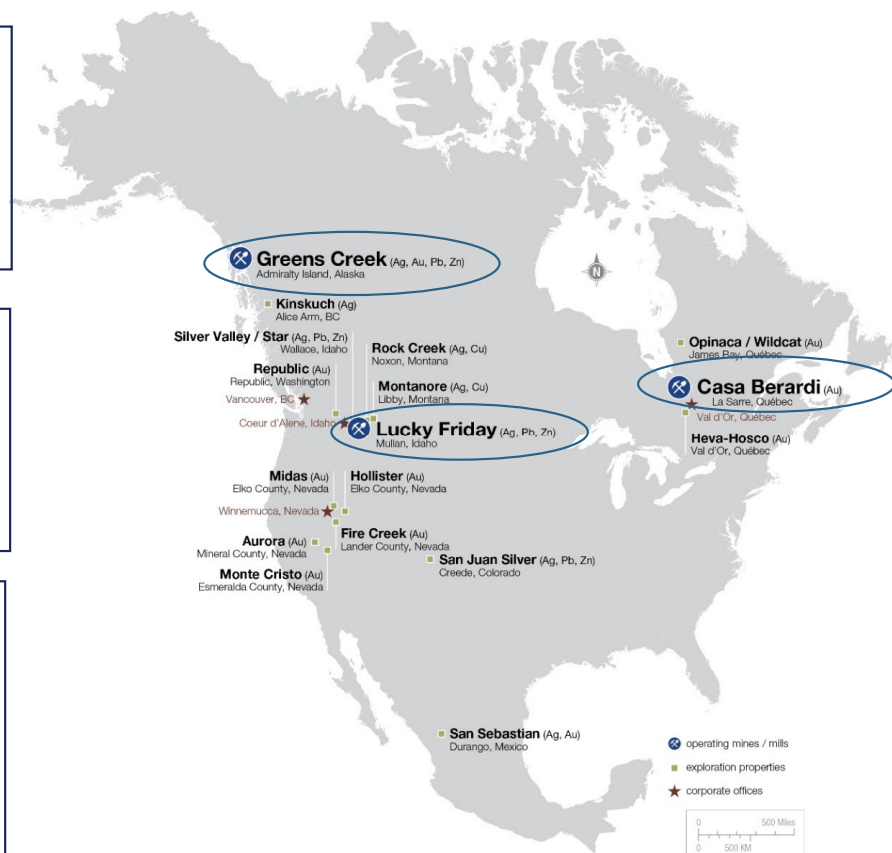 Greens Creek (Ag, Au, Pb, Zn)
Admiralty Island, Alaska
Kinskuch (Ag)
Alice Arm, BC
Silver Valley / Star (Ag, Pb, Zn)
Wallace, Idaho
Rock Creek (Ag, Cu)
Noxon, Montana
Republic (Au)
Republic, Washington
Montanore (Ag, Cu)
Libby, Montana
Vancouver, BC
Coeur d'Alene, Idaho
Lucky Friday (Ag, Pb, Zn)
Mullan, Idaho
N
Opinaca / Wildcat (Au)
James Bay, Québec
Casa Berardi (Au)
La Sarre, Québec
Val d'Or, Québec
Heva-Hosco (Au)
Val d'Or, Québec
Midas (Au)
Elko County, Nevada
Hollister (Au)
Elko County, Nevada
Winnemucca, Nevada
Fire Creek (Au)
Lander County, Nevada
Aurora (Au)
Mineral County, Nevada
Monte Cristo (Au)
Esmeralda County, Nevada
San Juan Silver (Ag, Pb, Zn)
Creede, Colorado
San Sebastian (Ag, Au)
Durango, Mexico
operating mines / mills
exploration properties
corporate offices
0 500 Miles
0 500 KM